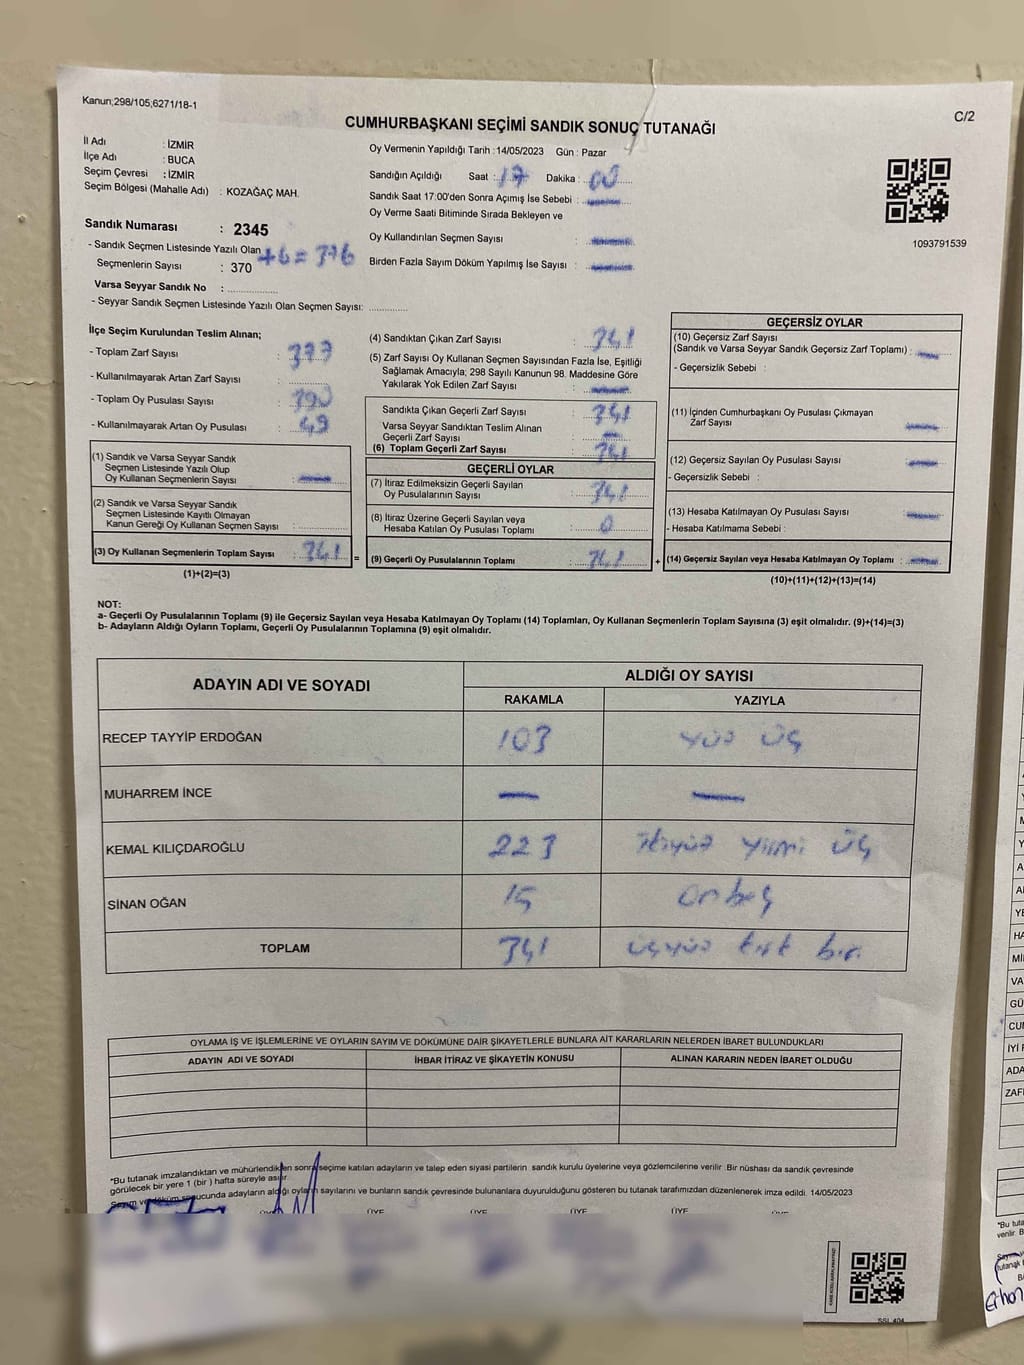 Kanun;298/105;6271/18-1
C/2
CUMHURBAŞKANI SEÇİMİ SANDIK SONUÇ TUTANAĞI
İl Adı : İZMİR
İlçe Adı : BUCA
Seçim Çevresi : İZMİR
Seçim Bölgesi (Mahalle Adı) : KOZAĞAÇ MAH.
Sandık Numarası : 2345
- Sandık Seçmen Listesinde Yazılı Olan
Seçmenlerin Sayısı : 370 +6 = 376
Varsa Seyyar Sandık No :
- Seyyar Sandık Seçmen Listesinde Yazılı Olan Seçmen Sayısı:
Oy Vermenin Yapıldığı Tarih : 14/05/2023 Gün : Pazar
Sandığın Açıldığı Saat : 17 Dakika : 00
Sandık Saat 17:00'den Sonra Açımış İse Sebebi : —
Oy Verme Saati Bitiminde Sırada Bekleyen ve
Oy Kullandırılan Seçmen Sayısı : —
Birden Fazla Sayım Döküm Yapılmış İse Sayısı : —
1093791539
İlçe Seçim Kurulundan Teslim Alınan;
- Toplam Zarf Sayısı : 377
- Kullanılmayarak Artan Zarf Sayısı :
- Toplam Oy Pusulası Sayısı : 390
- Kullanılmayarak Artan Oy Pusulası : 49
(1) Sandık ve Varsa Seyyar Sandık
Seçmen Listesinde Yazılı Olup
Oy Kullanan Seçmenlerin Sayısı : —
(2) Sandık ve Varsa Seyyar Sandık
Seçmen Listesinde Kayıtlı Olmayan
Kanun Gereği Oy Kullanan Seçmen Sayısı :
(3) Oy Kullanan Seçmenlerin Toplam Sayısı : 341
(1)+(2)=(3)
(4) Sandıktan Çıkan Zarf Sayısı : 341
(5) Zarf Sayısı Oy Kullanan Seçmen Sayısından Fazla İse, Eşitliği
Sağlamak Amacıyla; 298 Sayılı Kanunun 98. Maddesine Göre
Yakılarak Yok Edilen Zarf Sayısı : —
Sandıkta Çıkan Geçerli Zarf Sayısı : 341
Varsa Seyyar Sandıktan Teslim Alınan
Geçerli Zarf Sayısı : —
(6) Toplam Geçerli Zarf Sayısı : 341
GEÇERLİ OYLAR
(7) İtiraz Edilmeksizin Geçerli Sayılan
Oy Pusulalarının Sayısı : 341
(8) İtiraz Üzerine Geçerli Sayılan veya
Hesaba Katılan Oy Pusulası Toplamı : 0
= (9) Geçerli Oy Pusulalarının Toplamı : 341 +
GEÇERSİZ OYLAR
(10) Geçersiz Zarf Sayısı
(Sandık ve Varsa Seyyar Sandık Geçersiz Zarf Toplamı) : —
- Geçersizlik Sebebi :
(11) İçinden Cumhurbaşkanı Oy Pusulası Çıkmayan
Zarf Sayısı : —
(12) Geçersiz Sayılan Oy Pusulası Sayısı : —
- Geçersizlik Sebebi :
(13) Hesaba Katılmayan Oy Pusulası Sayısı : —
- Hesaba Katılmama Sebebi :
(14) Geçersiz Sayılan veya Hesaba Katılmayan Oy Toplamı : —
(10)+(11)+(12)+(13)=(14)
NOT:
a- Geçerli Oy Pusulalarının Toplamı (9) ile Geçersiz Sayılan veya Hesaba Katılmayan Oy Toplamı (14) Toplamları, Oy Kullanan Seçmenlerin Toplam Sayısına (3) eşit olmalıdır. (9)+(14)=(3)
b- Adayların Aldığı Oyların Toplamı, Geçerli Oy Pusulalarının Toplamına (9) eşit olmalıdır.
ADAYIN ADI VE SOYADI ALDIĞI OY SAYISI
RAKAMLA YAZIYLA
RECEP TAYYİP ERDOĞAN 103 yüz üç
MUHARREM İNCE — —
KEMAL KILIÇDAROĞLU 223 ikiyüz yirmi üç
SİNAN OĞAN 15 onbeş
TOPLAM 341 üçyüz kırk bir
OYLAMA İŞ VE İŞLEMLERİNE VE OYLARIN SAYIM VE DÖKÜMÜNE DAİR ŞİKAYETLERLE BUNLARA AİT KARARLARIN NELERDEN İBARET BULUNDUKLARI
ADAYIN ADI VE SOYADI İHBAR İTİRAZ VE ŞİKAYETİN KONUSU ALINAN KARARIN NEDEN İBARET OLDUĞU
*Bu tutanak imzalandıktan ve mühürlendikten sonra seçime katılan adayların ve talep eden siyasi partilerin sandık kurulu üyelerine veya gözlemcilerine verilir. Bir nüshası da sandık çevresinde
görülecek bir yere 1 (bir ) hafta süreyle asılır.
Seçim ve döküm sonucunda adayların aldığı oyların sayılarını ve bunların sandık çevresinde bulunanlara duyurulduğunu gösteren bu tutanak tarafımızdan düzenlenerek imza edildi. 14/05/2023
ÜYE ÜYE ÜYE ÜYE